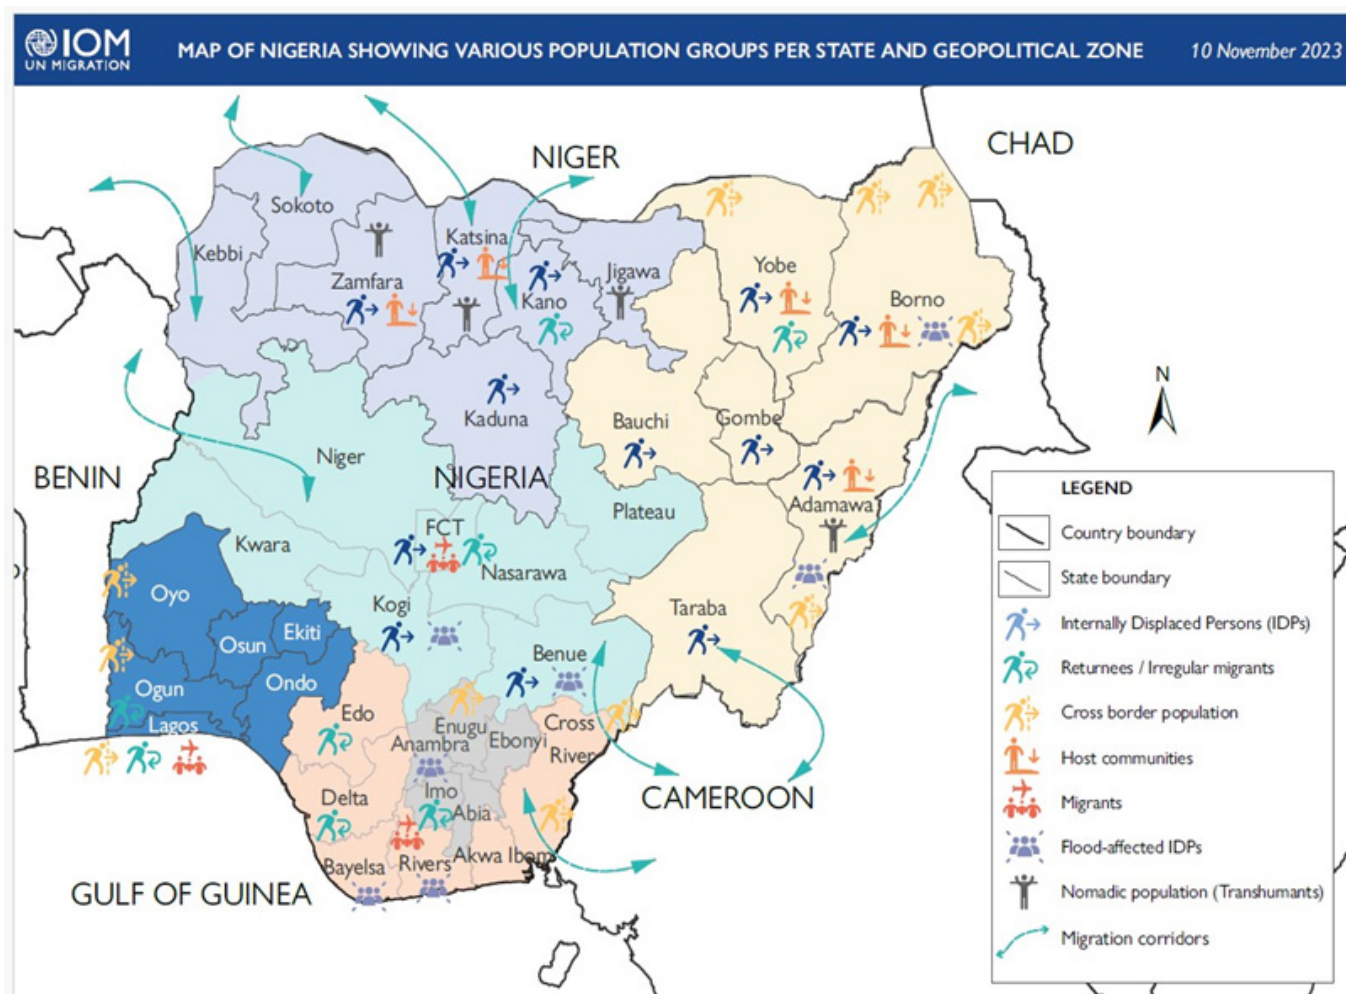 IOM
UN MIGRATION
MAP OF NIGERIA SHOWING VARIOUS POPULATION GROUPS PER STATE AND GEOPOLITICAL ZONE
10 November 2023
CHAD
NIGER
Sokoto
Katsina
Kebbi
Zamfara
Kano
Jigawa
Yobe
Borno
Kaduna
Bauchi
Gombe
Niger
NIGERIA
BENIN
Adamawa
Plateau
FCT
Kwara
Nasarawa
Oyo
Kogi
Taraba
Osun
Ekiti
Benue
Ogun
Ondo
Lagos
Edo
Enugu
Anambra
Ebonyi
Cross
River
Delta
Imo
Abia
CAMEROON
Bayelsa
Rivers
Akwa Ibom
GULF OF GUINEA
N
LEGEND
Country boundary
State boundary
Internally Displaced Persons (IDPs)
Returnees / Irregular migrants
Cross border population
Host communities
Migrants
Flood-affected IDPs
Nomadic population (Transhumants)
Migration corridors